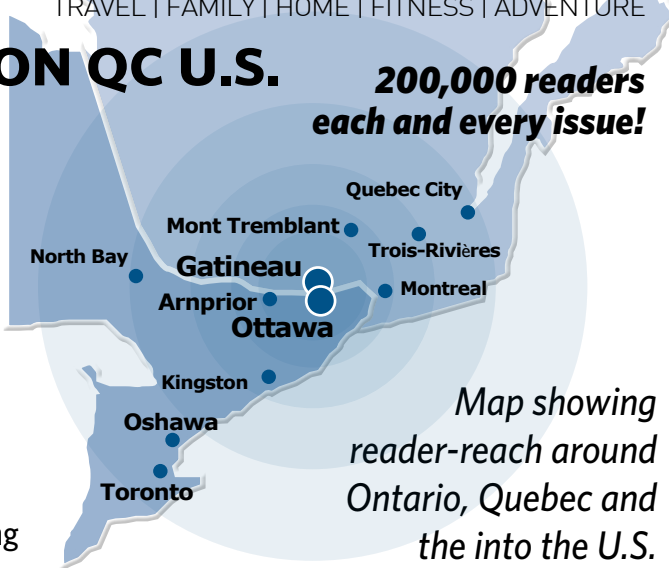 TRAVEL | FAMILY | HOME | FITNESS | ADVENTURE
ON QC U.S.
200,000 readers
each and every issue!
Quebec City
Mont Tremblant
Trois-Rivières
North Bay
Gatineau
Montreal
Arnprior
Ottawa
Kingston
Oshawa
Toronto
Map showing
reader-reach around
Ontario, Quebec and
the into the U.S.